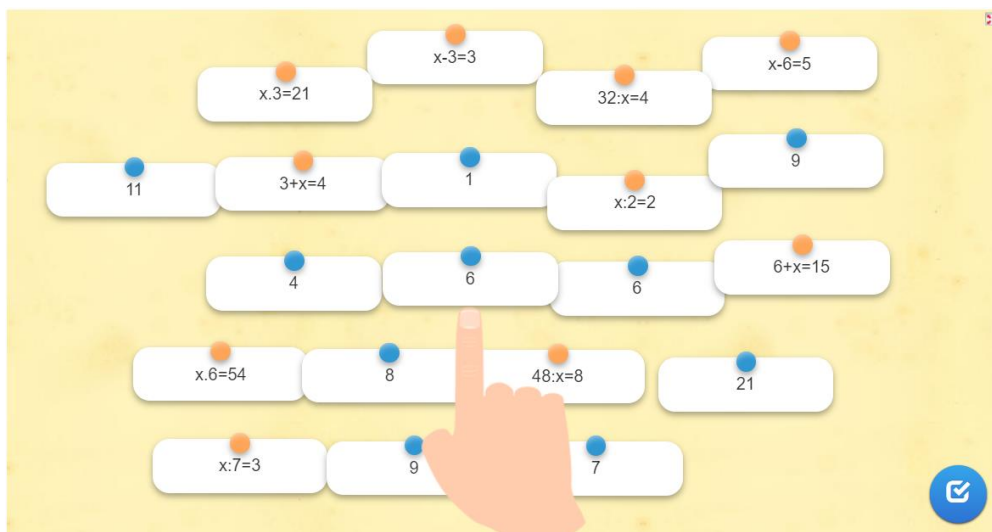 x-3=3
x-6=5
x.3=21
32:x=4
11
3+x=4
1
x:2=2
9
4
6
6
6+x=15
x.6=54
8
48:x=8
21
x:7=3
9
7